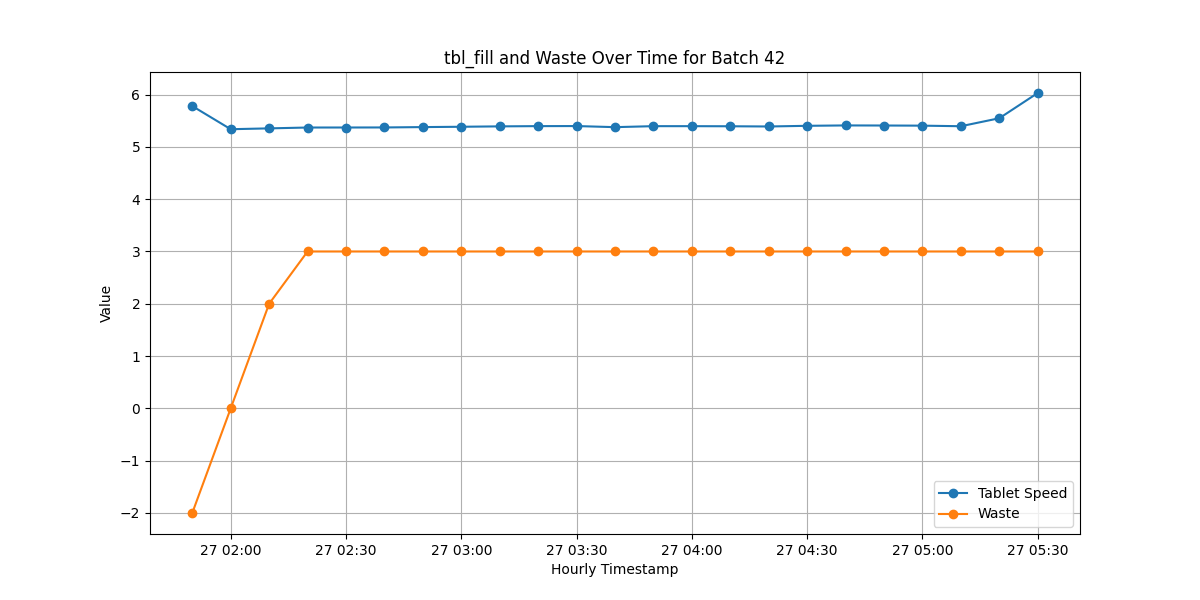 tbl_fill and Waste Over Time for Batch 42
6
5
4
3
2
1
0
−1
−2
Value
Tablet Speed
Waste
27 02:00 27 02:30 27 03:00 27 03:30 27 04:00 27 04:30 27 05:00 27 05:30
Hourly Timestamp